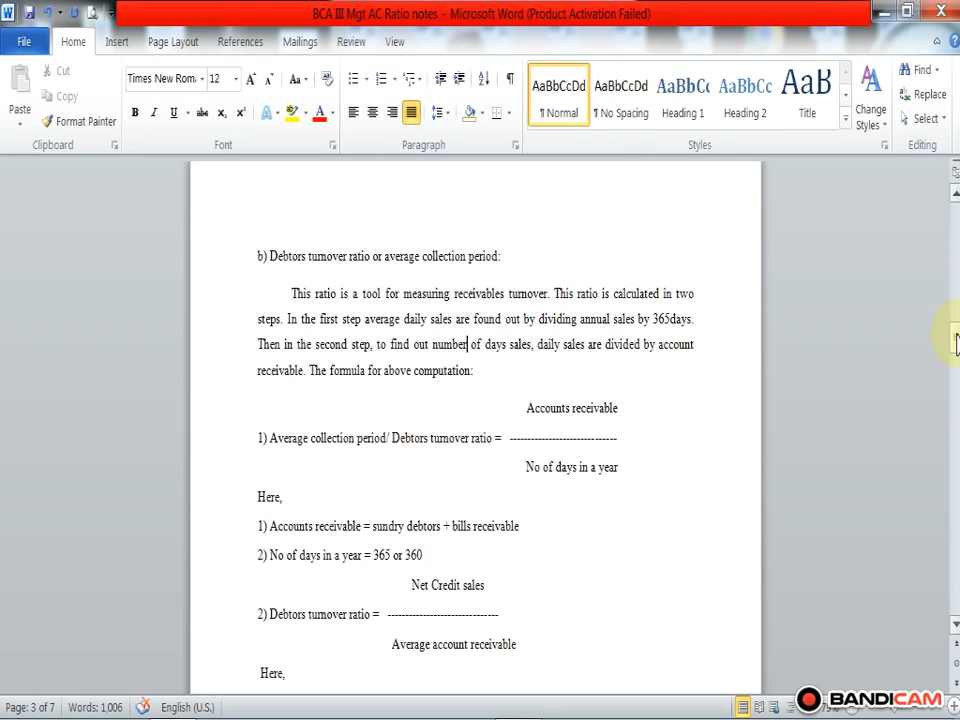 BCA III Mgt AC Ratio notes - Microsoft Word (Product Activation Failed)
File Home Insert Page Layout References Mailings Review View
Paste
Cut
Copy
Format Painter
Clipboard
Times New Rom 12
Font
Paragraph
AaBbCcDd AaBbCcDd AaBbCc AaBbCc AaB
¶ Normal ¶ No Spacing Heading 1 Heading 2 Title
Change Styles
Styles
Find
Replace
Select
Editing
b) Debtors turnover ratio or average collection period:
This ratio is a tool for measuring receivables turnover. This ratio is calculated in two
steps. In the first step average daily sales are found out by dividing annual sales by 365days.
Then in the second step, to find out number of days sales, daily sales are divided by account
receivable. The formula for above computation:
Accounts receivable
1) Average collection period/ Debtors turnover ratio = ------------------------------
No of days in a year
Here,
1) Accounts receivable = sundry debtors + bills receivable
2) No of days in a year = 365 or 360
Net Credit sales
2) Debtors turnover ratio = -------------------------------
Average account receivable
Here,
Page: 3 of 7 Words: 1,006 English (U.S.)
BANDICAM